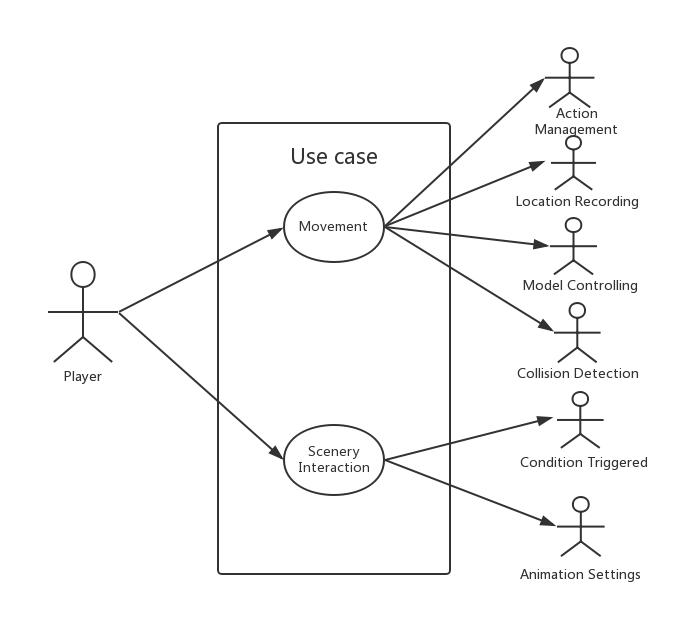 Use case
Player
Movement
Scenery
Interaction
Action
Management
Location Recording
Model Controlling
Collision Detection
Condition Triggered
Animation Settings